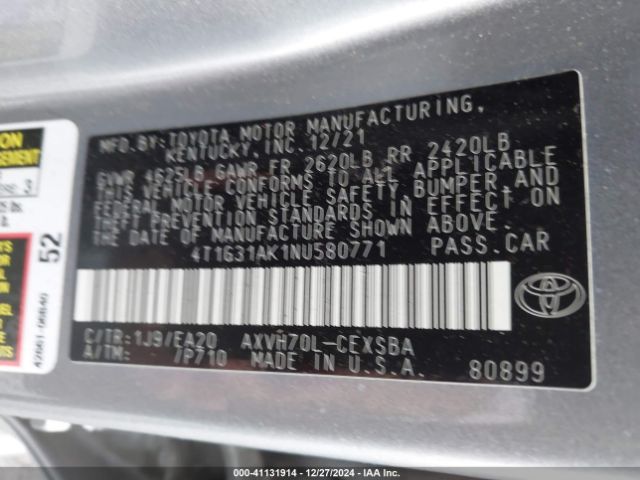 MFD.BY:TOYOTA MOTOR MANUFACTURING,
KENTUCKY, INC. 12/21
GVWR 4625LB GAWR FR 2620LB RR 2420LB
THIS VEHICLE CONFORMS TO ALL APPLICABLE
FEDERAL MOTOR VEHICLE SAFETY, BUMPER, AND
THEFT PREVENTION STANDARDS IN EFFECT ON
THE DATE OF MANUFACTURE SHOWN ABOVE.
4T1G31AK1NU580771 PASS.CAR
C/TR:1J9/EA20 AXVH70L-CEXSBA
A/TM: /P710 MADE IN U.S.A. 80899
52
42661-06840
000-41131914 - 12/27/2024 - IAA Inc.